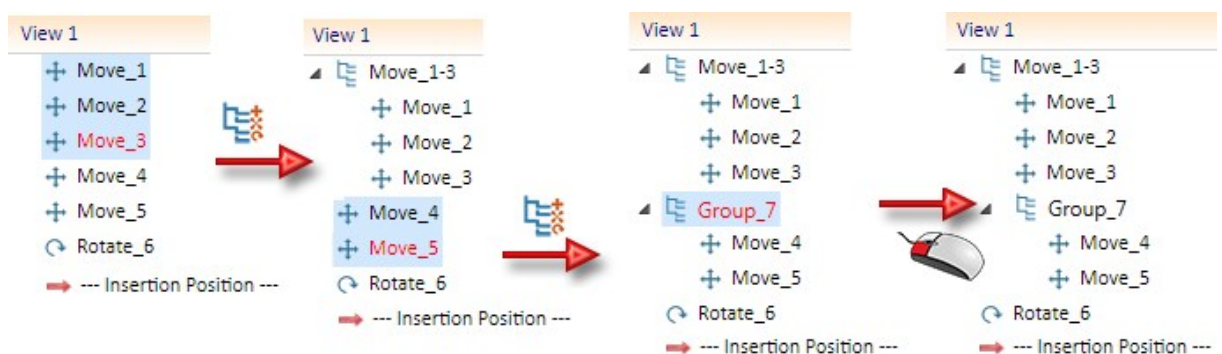 View 1
Move_1
Move_2
Move_3
Move_4
Move_5
Rotate_6
--- Insertion Position ---
View 1
Move_1-3
Move_1
Move_2
Move_3
Move_4
Move_5
Rotate_6
--- Insertion Position ---
View 1
Move_1-3
Move_1
Move_2
Move_3
Group_7
Move_4
Move_5
Rotate_6
--- Insertion Position ---
View 1
Move_1-3
Move_1
Move_2
Move_3
Group_7
Move_4
Move_5
Rotate_6
--- Insertion Position ---